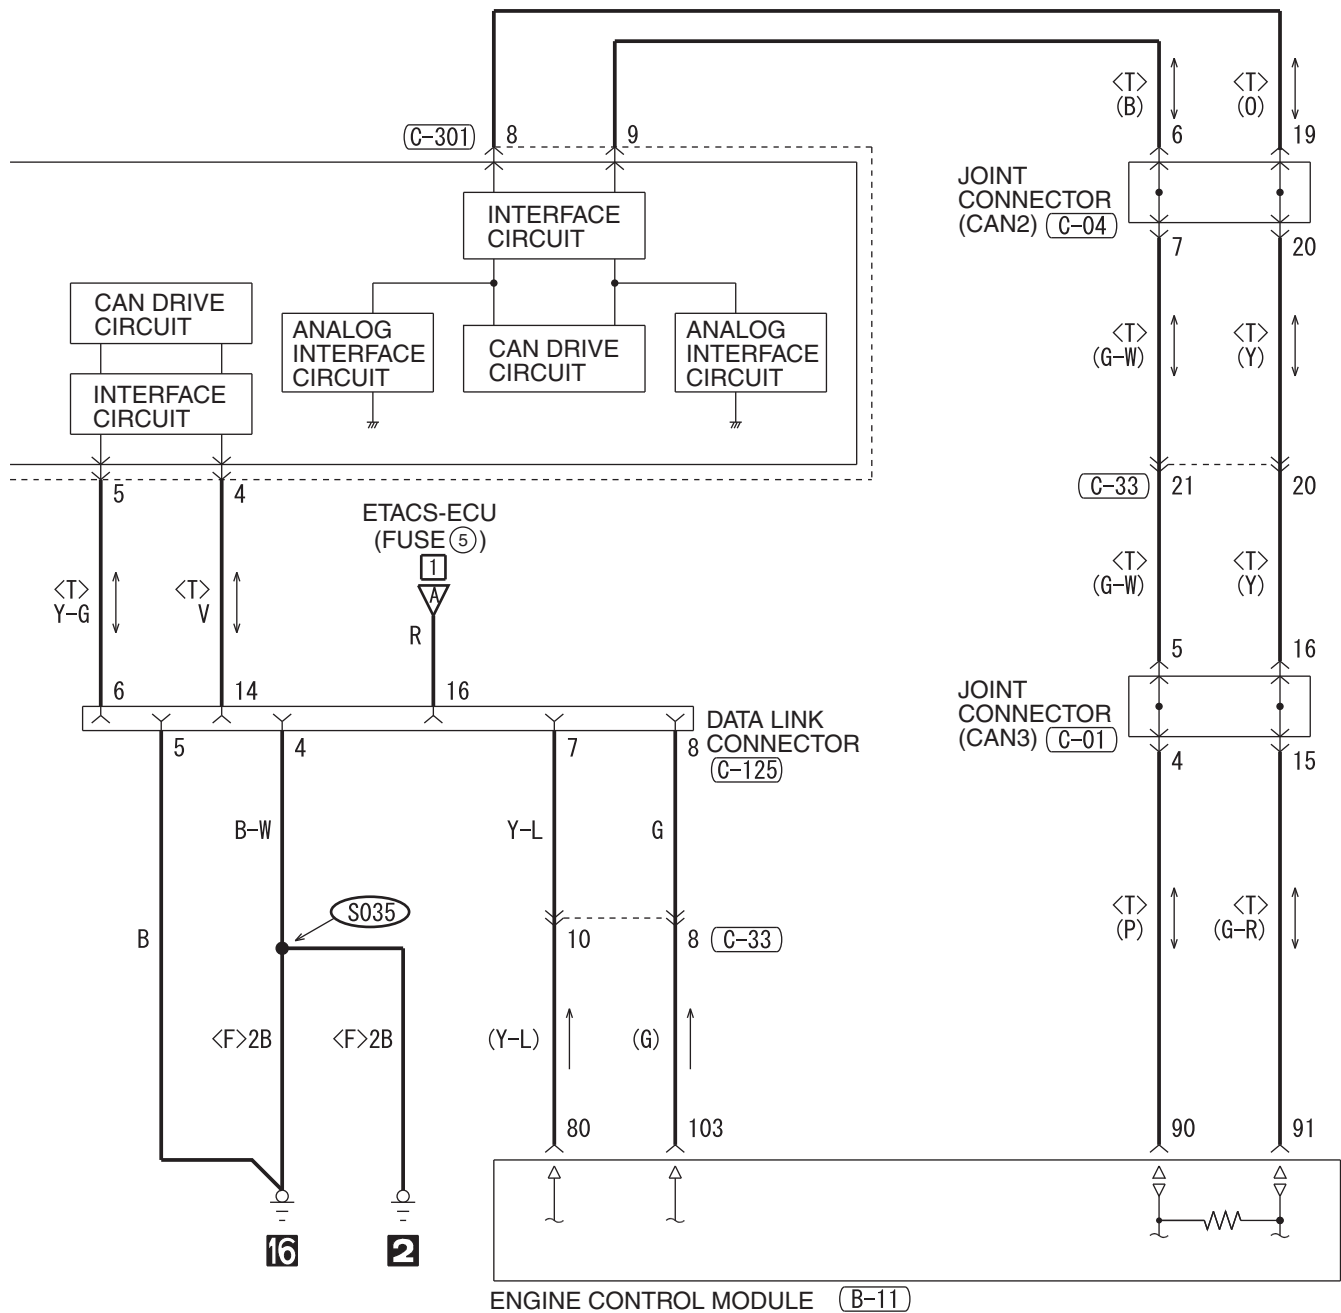 <T>
(B)
<T>
(O)
C-301
8
9
6
19
JOINT
CONNECTOR
(CAN2)
C-04
INTERFACE
CIRCUIT
7
20
CAN DRIVE
CIRCUIT
ANALOG
INTERFACE
CIRCUIT
CAN DRIVE
CIRCUIT
ANALOG
INTERFACE
CIRCUIT
<T>
(G-W)
<T>
(Y)
INTERFACE
CIRCUIT
5
4
C-33
21
20
ETACS-ECU
(FUSE 5)
1
A
R
<T>
Y-G
<T>
V
<T>
(G-W)
<T>
(Y)
5
16
6
14
16
JOINT
CONNECTOR
(CAN3)
C-01
DATA LINK
CONNECTOR
C-125
5
4
7
8
4
15
B-W
Y-L
G
S035
B
10
8
C-33
<T>
(P)
<T>
(G-R)
<F>2B
<F>2B
(Y-L)
(G)
80
103
90
91
16
2
ENGINE CONTROL MODULE
B-11